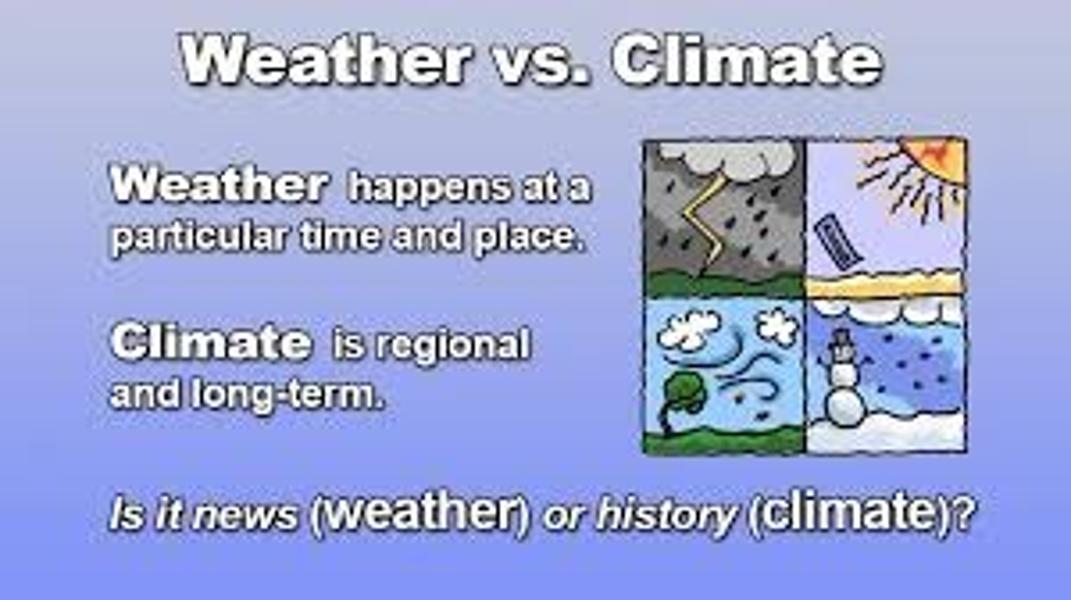 Weather vs. Climate
Weather happens at a
particular time and place.
Climate is regional
and long-term.
Is it news (weather) or history (climate)?